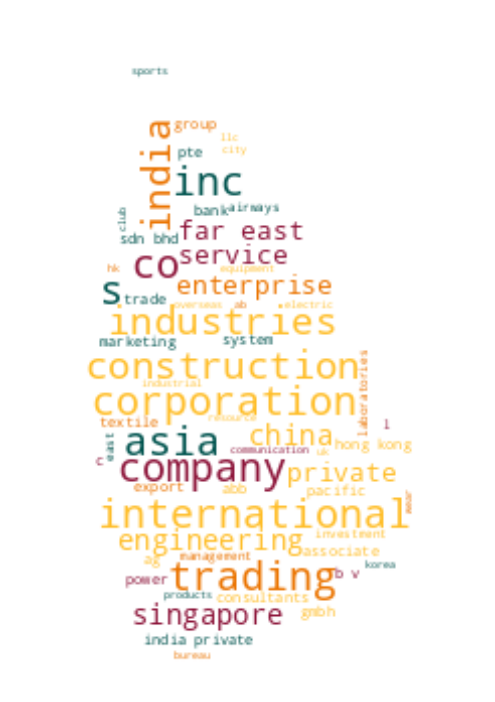 sports
india
group
llc
city
pte
inc
club
bank
airways
sdn bhd
far east
service
co
hk
equipment
enterprise
s
trade
overseas
ab
electric
industries
marketing
system
construction
laboratories
industrial
corporation
resource
textile
l
asia
east
china
hong kong
communication
uk
c
company
private
export
abb
pacific
wear
international
engineering
investment
associate
ag
management
korea
trading
b v
power
products
consultants
singapore
gmbh
india private
bureau